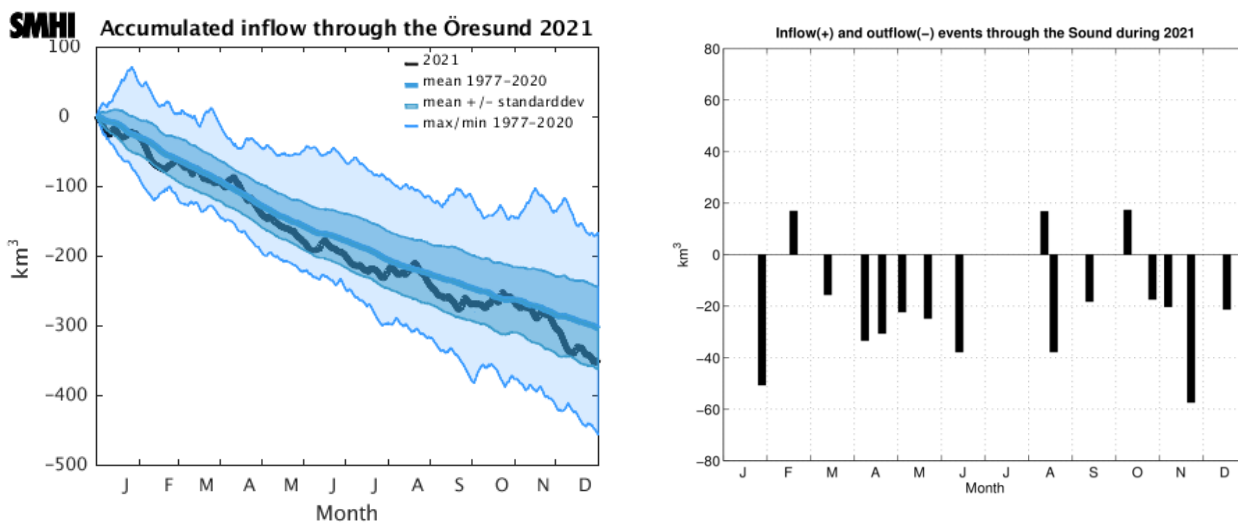 SMHI
Accumulated inflow through the Öresund 2021
100
0
-100
-200
-300
-400
-500
km³
2021
mean 1977-2020
mean +/- standarddev
max/min 1977-2020
J F M A M J J A S O N D
Month
Inflow(+) and outflow(−) events through the Sound during 2021
80
60
40
20
0
−20
−40
−60
−80
km³
J F M A M J J A S O N D
Month